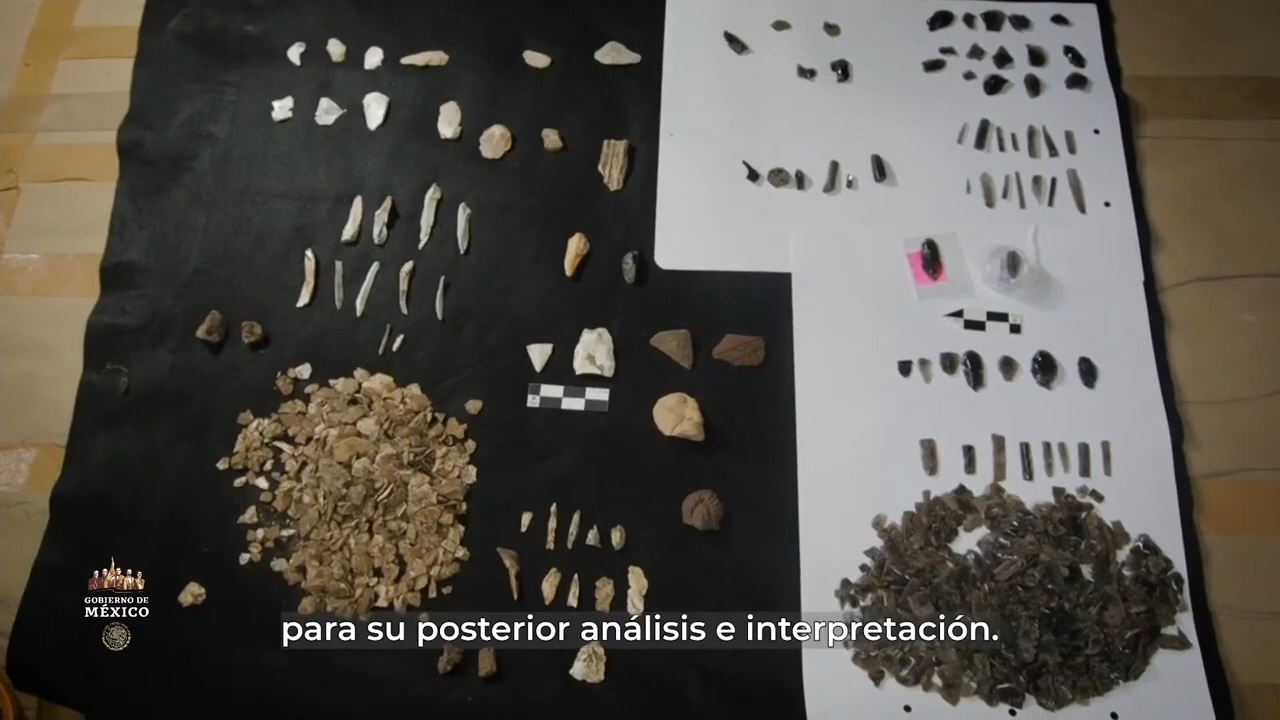 GOBIERNO DE
MÉXICO
para su posterior análisis e interpretación.